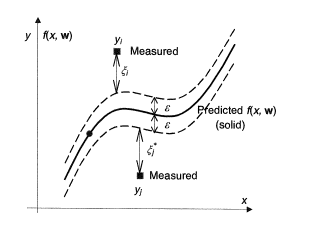 y f(x, w)
yi
Measured
ξi
ε
ε
Predicted f(x, w)
(solid)
ξj*
Measured
yj
x